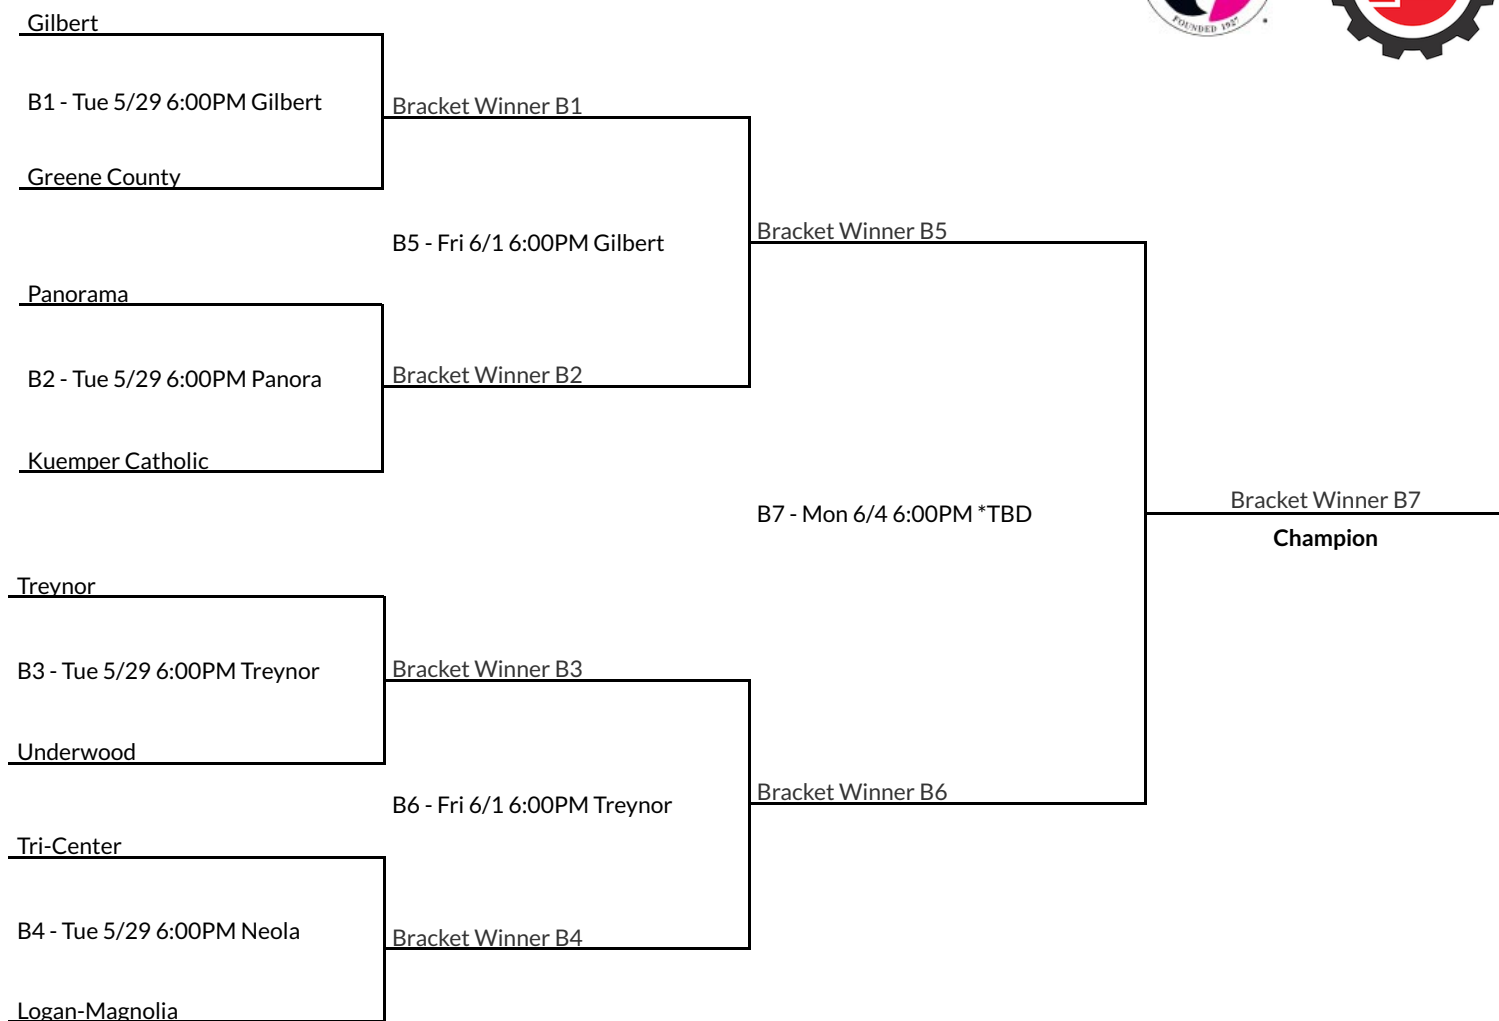 FOUNDED 1927
Gilbert
B1 - Tue 5/29 6:00PM Gilbert
Bracket Winner B1
Greene County
B5 - Fri 6/1 6:00PM Gilbert
Bracket Winner B5
Panorama
B2 - Tue 5/29 6:00PM Panora
Bracket Winner B2
Kuemper Catholic
B7 - Mon 6/4 6:00PM *TBD
Bracket Winner B7
Champion
Treynor
B3 - Tue 5/29 6:00PM Treynor
Bracket Winner B3
Underwood
B6 - Fri 6/1 6:00PM Treynor
Bracket Winner B6
Tri-Center
B4 - Tue 5/29 6:00PM Neola
Bracket Winner B4
Logan-Magnolia